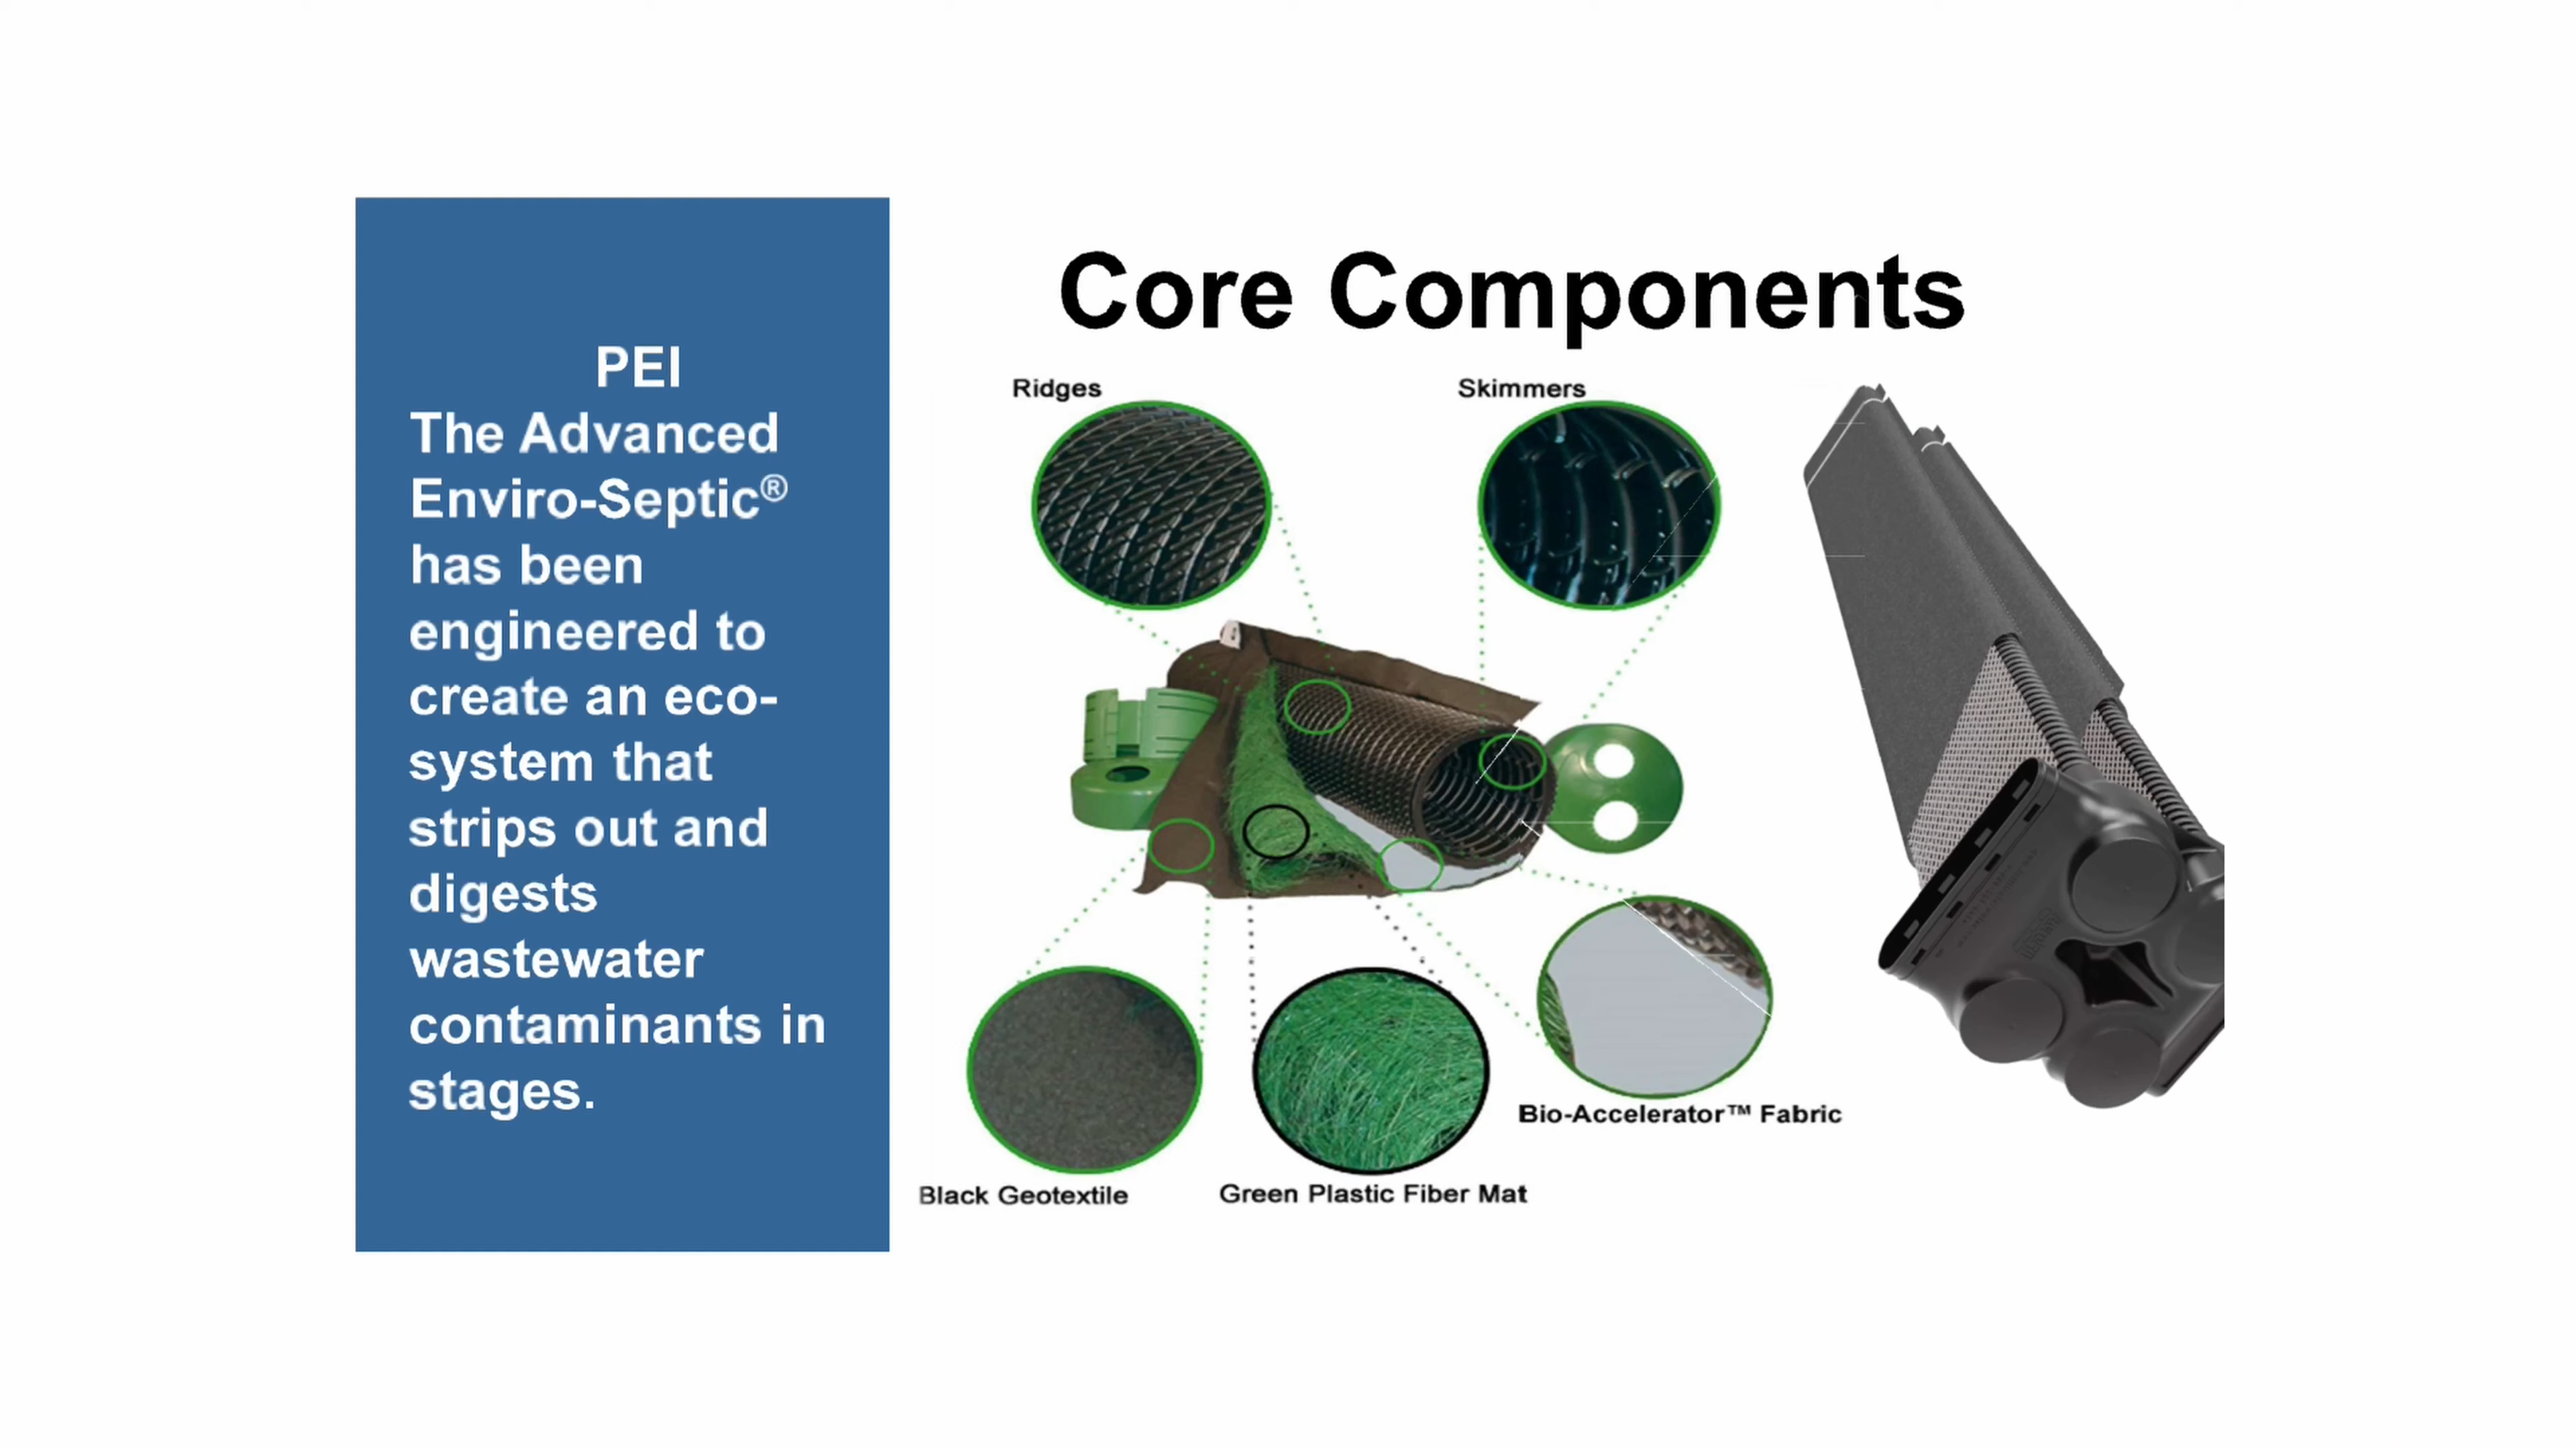 PEI
The Advanced
Enviro-Septic®
has been
engineered to
create an eco-
system that
strips out and
digests
wastewater
contaminants in
stages.
Core Components
Ridges
Skimmers
Bio-Accelerator™ Fabric
Black Geotextile
Green Plastic Fiber Mat